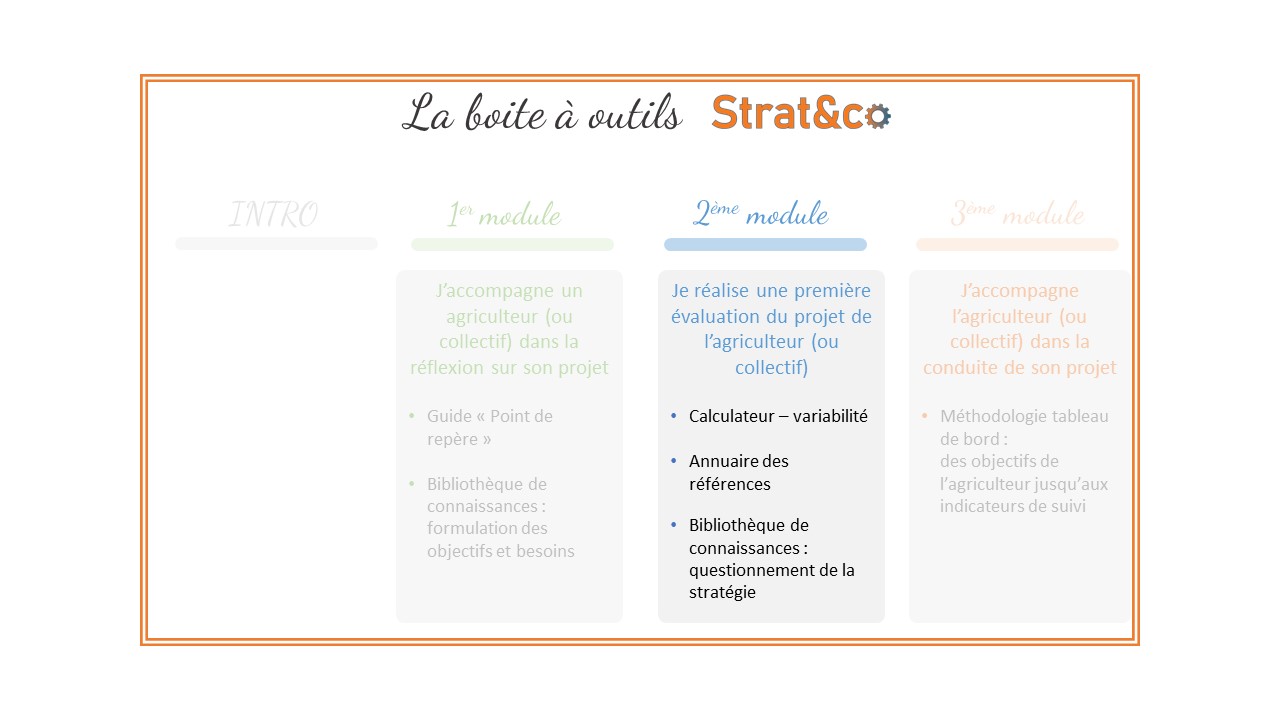 La boite à outils Strat&co
INTRO
1er module
2ème module
3ème module
J’accompagne un
agriculteur (ou
collectif) dans la
réflexion sur son projet
• Guide « Point de
repère »
• Bibliothèque de
connaissances :
formulation des
objectifs et besoins
Je réalise une première
évaluation du projet de
l’agriculteur (ou
collectif)
• Calculateur – variabilité
• Annuaire des
références
• Bibliothèque de
connaissances :
questionnement de la
stratégie
J’accompagne
l’agriculteur (ou
collectif) dans la
conduite de son projet
• Méthodologie tableau
de bord :
des objectifs de
l’agriculteur jusqu’aux
indicateurs de suivi